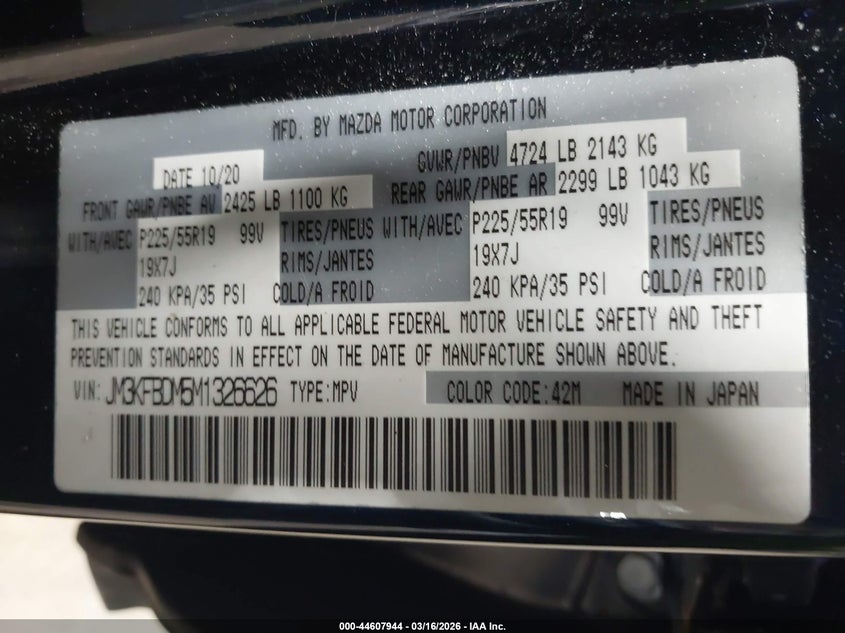 MFD. BY MAZDA MOTOR CORPORATION
DATE 10/20 GVWR/PNBV 4724 LB 2143 KG
FRONT GAWR/PNBE AV 2425 LB 1100 KG REAR GAWR/PNBE AR 2299 LB 1043 KG
WITH/AVEC P225/55R19 99V TIRES/PNEUS WITH/AVEC P225/55R19 99V TIRES/PNEUS
19X7J RIMS/JANTES 19X7J RIMS/JANTES
240 KPA/35 PSI COLD/A FROID 240 KPA/35 PSI COLD/A FROID
THIS VEHICLE CONFORMS TO ALL APPLICABLE FEDERAL MOTOR VEHICLE SAFETY AND THEFT
PREVENTION STANDARDS IN EFFECT ON THE DATE OF MANUFACTURE SHOWN ABOVE.
VIN: JM3KFBDM5M1326626 TYPE:MPV COLOR CODE:42M MADE IN JAPAN
000-44607944 — 03/16/2026 — IAA Inc.